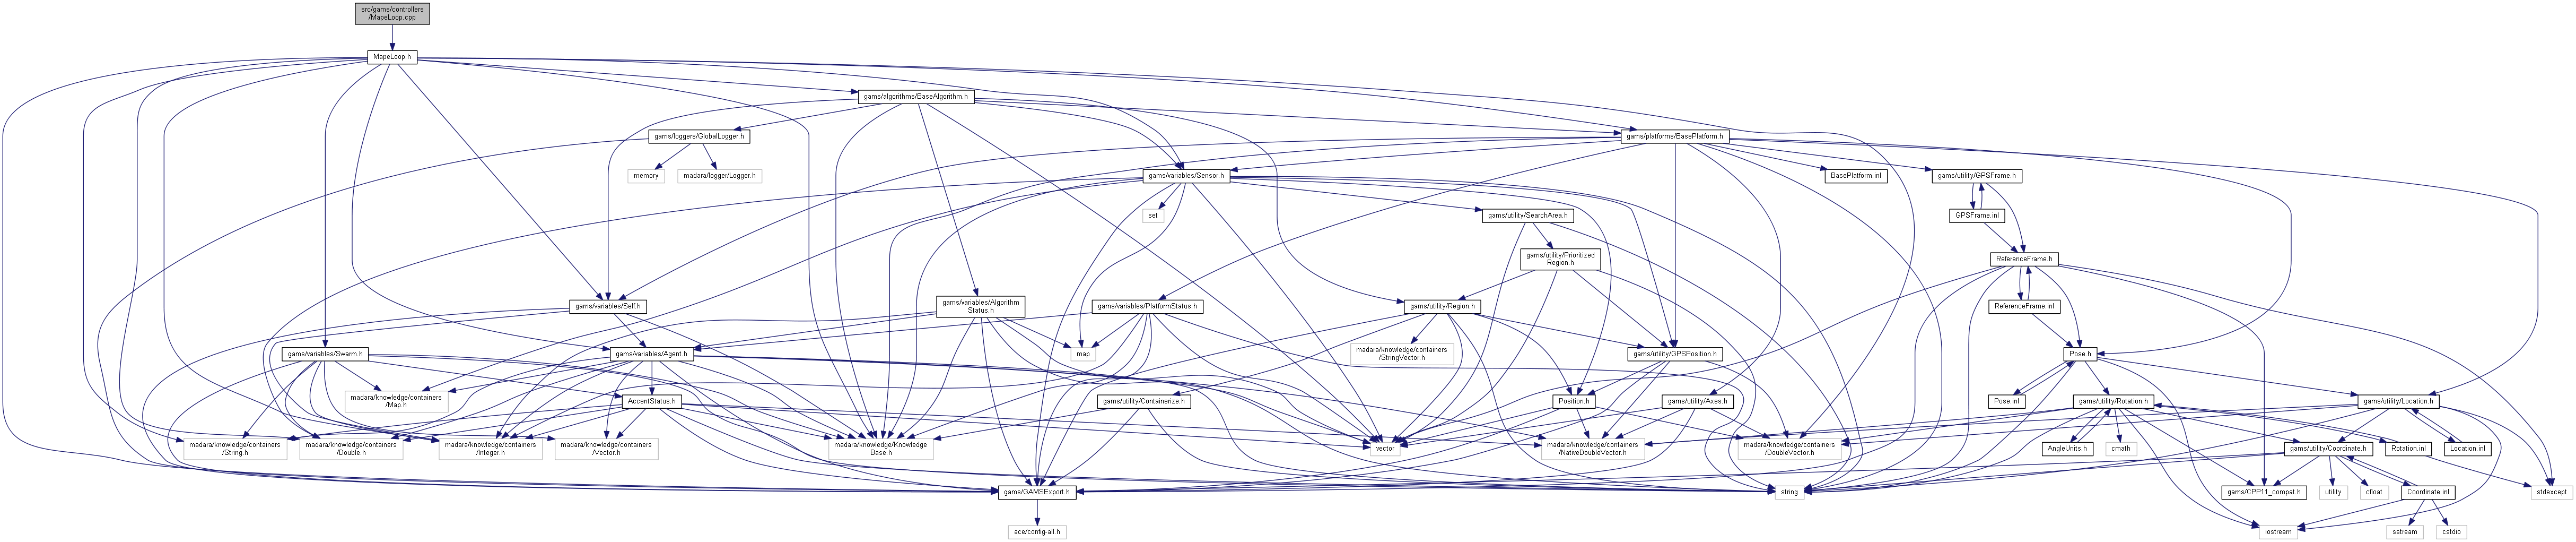 src/gams/controllers
/MapeLoop.cpp
MapeLoop.h
gams/algorithms/BaseAlgorithm.h
gams/loggers/GlobalLogger.h
gams/platforms/BasePlatform.h
memory
madara/logger/Logger.h
gams/variables/Sensor.h
BasePlatform.inl
gams/utility/GPSFrame.h
set
gams/utility/SearchArea.h
GPSFrame.inl
gams/utility/Prioritized
Region.h
ReferenceFrame.h
gams/variables/Self.h
gams/variables/Algorithm
Status.h
gams/variables/PlatformStatus.h
gams/utility/Region.h
ReferenceFrame.inl
gams/variables/Swarm.h
gams/variables/Agent.h
map
madara/knowledge/containers
/StringVector.h
gams/utility/GPSPosition.h
Pose.h
madara/knowledge/containers
/Map.h
AccentStatus.h
gams/utility/Containerize.h
Position.h
gams/utility/Axes.h
Pose.inl
gams/utility/Rotation.h
gams/utility/Location.h
madara/knowledge/containers
/String.h
madara/knowledge/containers
/Double.h
madara/knowledge/containers
/Integer.h
madara/knowledge/containers
/Vector.h
madara/knowledge/Knowledge
Base.h
vector
madara/knowledge/containers
/NativeDoubleVector.h
madara/knowledge/containers
/DoubleVector.h
AngleUnits.h
cmath
gams/utility/Coordinate.h
Rotation.inl
Location.inl
gams/GAMSExport.h
string
gams/CPP11_compat.h
utility
cfloat
Coordinate.inl
stdexcept
ace/config-all.h
iostream
sstream
cstdio